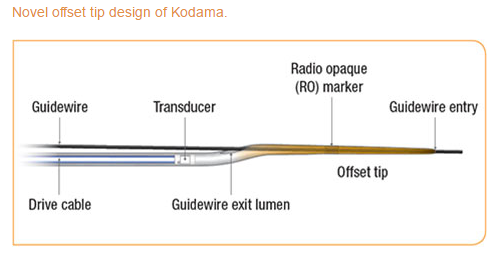 Novel offset tip design of Kodama.
Radio opaque
(RO) marker
Guidewire
Transducer
Guidewire entry
Offset tip
Drive cable
Guidewire exit lumen